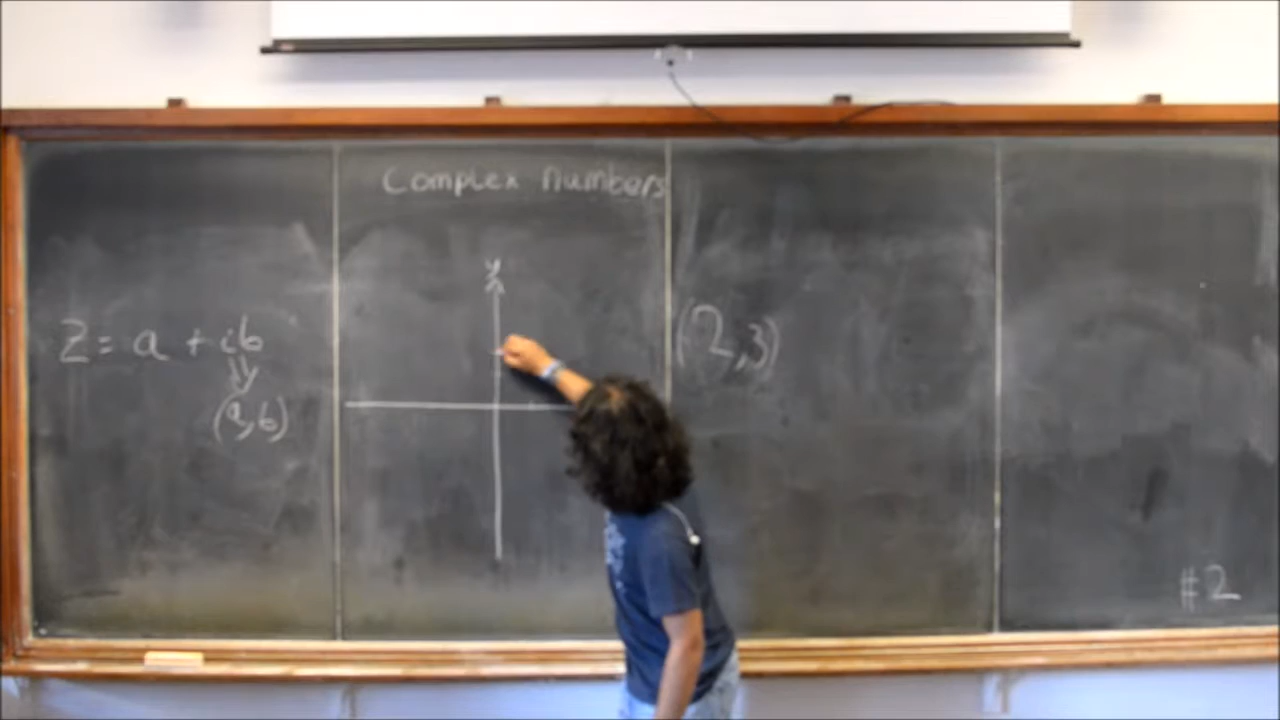 Complex Numbers
y
Z = a + ib
(a,b)
(2,3)
#2